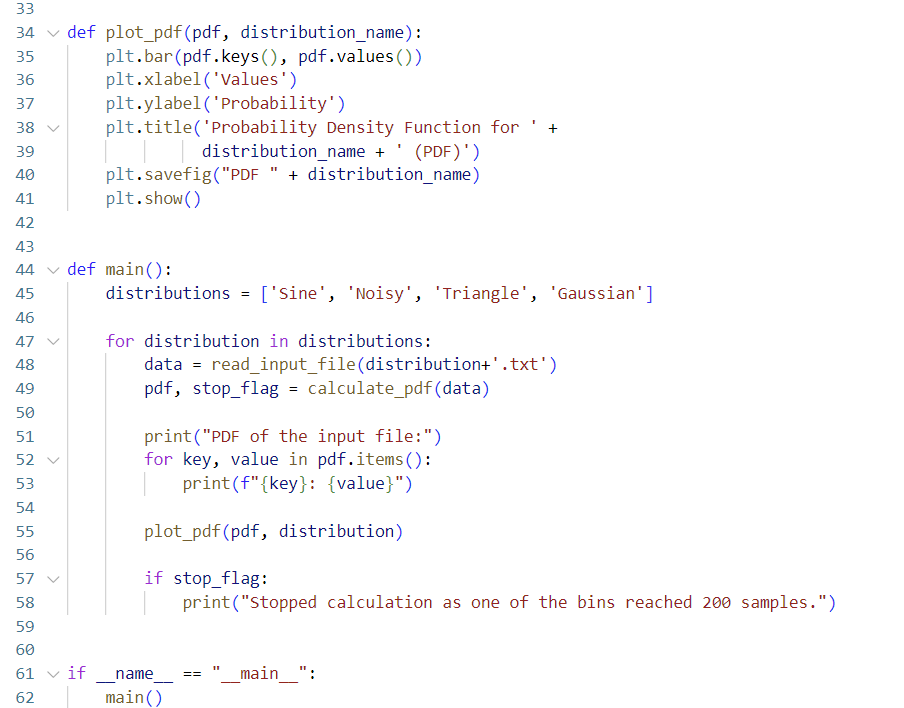 33
34 def plot_pdf(pdf, distribution_name):
35     plt.bar(pdf.keys(), pdf.values())
36     plt.xlabel('Values')
37     plt.ylabel('Probability')
38     plt.title('Probability Density Function for ' +
39               distribution_name + ' (PDF)')
40     plt.savefig("PDF " + distribution_name)
41     plt.show()
42
43
44 def main():
45     distributions = ['Sine', 'Noisy', 'Triangle', 'Gaussian']
46
47     for distribution in distributions:
48         data = read_input_file(distribution+'.txt')
49         pdf, stop_flag = calculate_pdf(data)
50
51         print("PDF of the input file:")
52         for key, value in pdf.items():
53             print(f"{key}: {value}")
54
55         plot_pdf(pdf, distribution)
56
57         if stop_flag:
58             print("Stopped calculation as one of the bins reached 200 samples.")
59
60
61 if __name__ == "__main__":
62     main()